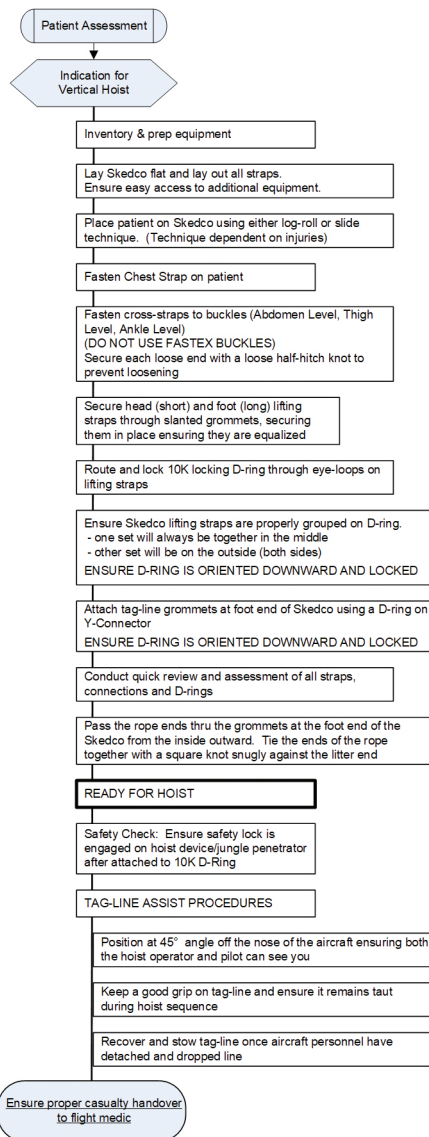 Patient Assessment
Indication for
Vertical Hoist
Inventory & prep equipment
Lay Skedco flat and lay out all straps.
Ensure easy access to additional equipment.
Place patient on Skedco using either log-roll or slide
technique.  (Technique dependent on injuries)
Fasten Chest Strap on patient
Fasten cross-straps to buckles (Abdomen Level, Thigh
Level, Ankle Level)
(DO NOT USE FASTEX BUCKLES)
Secure each loose end with a loose half-hitch knot to
prevent loosening
Secure head (short) and foot (long) lifting
straps through slanted grommets, securing
them in place ensuring they are equalized
Route and lock 10K locking D-ring through eye-loops on
lifting straps
Ensure Skedco lifting straps are properly grouped on D-ring.
- one set will always be together in the middle
- other set will be on the outside (both sides)
ENSURE D-RING IS ORIENTED DOWNWARD AND LOCKED
Attach tag-line grommets at foot end of Skedco using a D-ring on
Y-Connector
ENSURE D-RING IS ORIENTED DOWNWARD AND LOCKED
Conduct quick review and assessment of all straps,
connections and D-rings
Pass the rope ends thru the grommets at the foot end of the
Skedco from the inside outward.  Tie the ends of the rope
together with a square knot snugly against the litter end
READY FOR HOIST
Safety Check:  Ensure safety lock is
engaged on hoist device/jungle penetrator
after attached to 10K D-Ring
TAG-LINE ASSIST PROCEDURES
Position at 45°  angle off the nose of the aircraft ensuring both
the hoist operator and pilot can see you
Keep a good grip on tag-line and ensure it remains taut
during hoist sequence
Recover and stow tag-line once aircraft personnel have
detached and dropped line
Ensure proper casualty handover
to flight medic